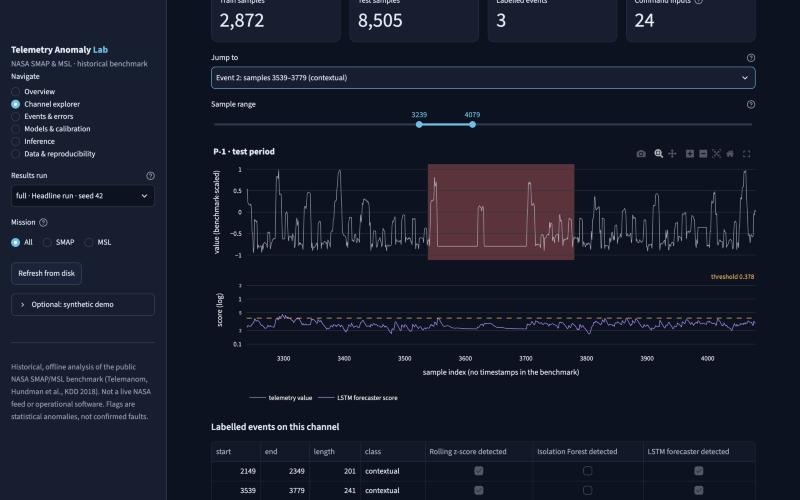 Telemetry Anomaly Lab
NASA SMAP & MSL · historical benchmark
Navigate
Overview
Channel explorer
Events & errors
Models & calibration
Inference
Data & reproducibility
Results run
full · Headline run · seed 42
Mission
All SMAP MSL
Refresh from disk
Optional: synthetic demo
Historical, offline analysis of the public
NASA SMAP/MSL benchmark (Telemanom,
Hundman et al., KDD 2018). Not a live NASA
feed or operational software. Flags are
statistical anomalies, not confirmed faults.
Train samples
2,872
Test samples
8,505
Labelled events
3
Command inputs
24
Jump to
Event 2: samples 3539–3779 (contextual)
Sample range
3239 4079
P-1 · test period
value (benchmark-scaled)
1
0.5
0
−0.5
−1
threshold 0.378
score (log)
2
1
5
2
0.1
3300 3400 3500 3600 3700 3800 3900 4000
sample index (no timestamps in the benchmark)
telemetry value LSTM forecaster score
Labelled events on this channel
start end length class Rolling z-score detected Isolation Forest detected LSTM forecaster detected
2149 2349 201 contextual
3539 3779 241 contextual